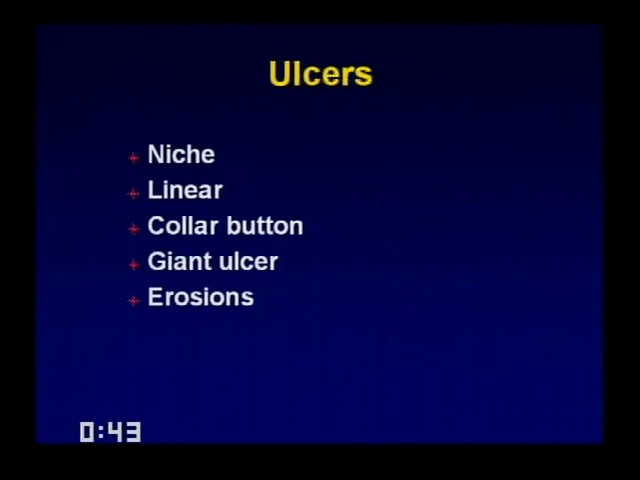 Ulcers
Niche
Linear
Collar button
Giant ulcer
Erosions
0:43